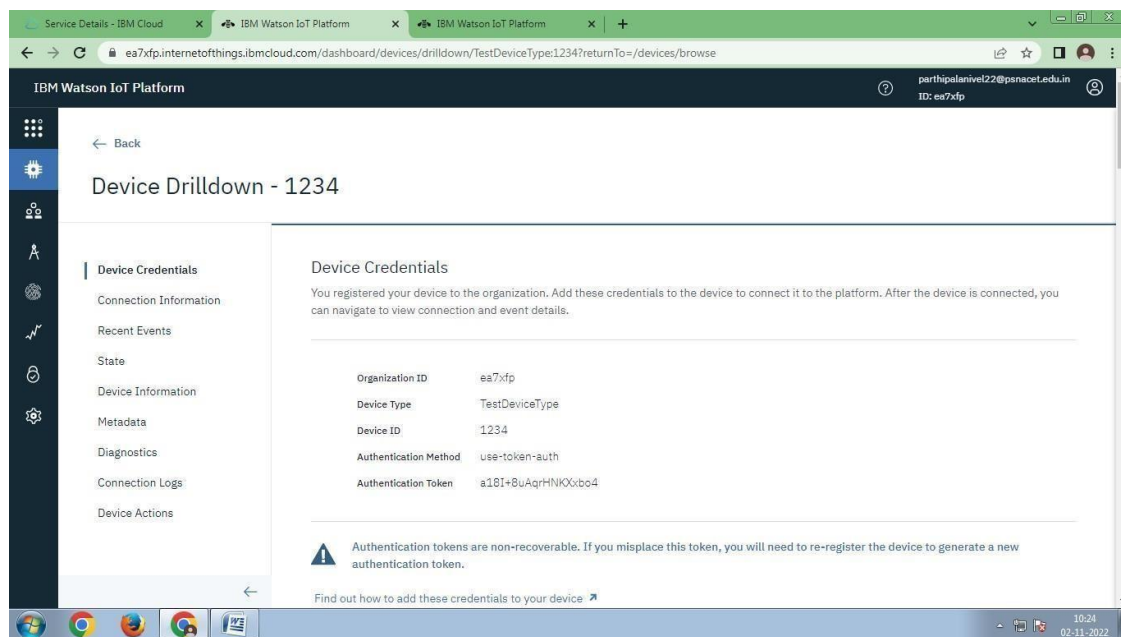 Service Details - IBM Cloud
IBM Watson IoT Platform
IBM Watson IoT Platform
ea7xfp.internetofthings.ibmcloud.com/dashboard/devices/drilldown/TestDeviceType:1234?returnTo=/devices/browse
IBM Watson IoT Platform
parthipalanivel22@psnacet.edu.in
ID: ea7xfp
Back
Device Drilldown - 1234
Device Credentials
Connection Information
Recent Events
State
Device Information
Metadata
Diagnostics
Connection Logs
Device Actions
Device Credentials
You registered your device to the organization. Add these credentials to the device to connect it to the platform. After the device is connected, you
can navigate to view connection and event details.
Organization ID ea7xfp
Device Type TestDeviceType
Device ID 1234
Authentication Method use-token-auth
Authentication Token a18I+8uAqrHNKXxbo4
Authentication tokens are non-recoverable. If you misplace this token, you will need to re-register the device to generate a new
authentication token.
Find out how to add these credentials to your device
10:24
02-11-2022